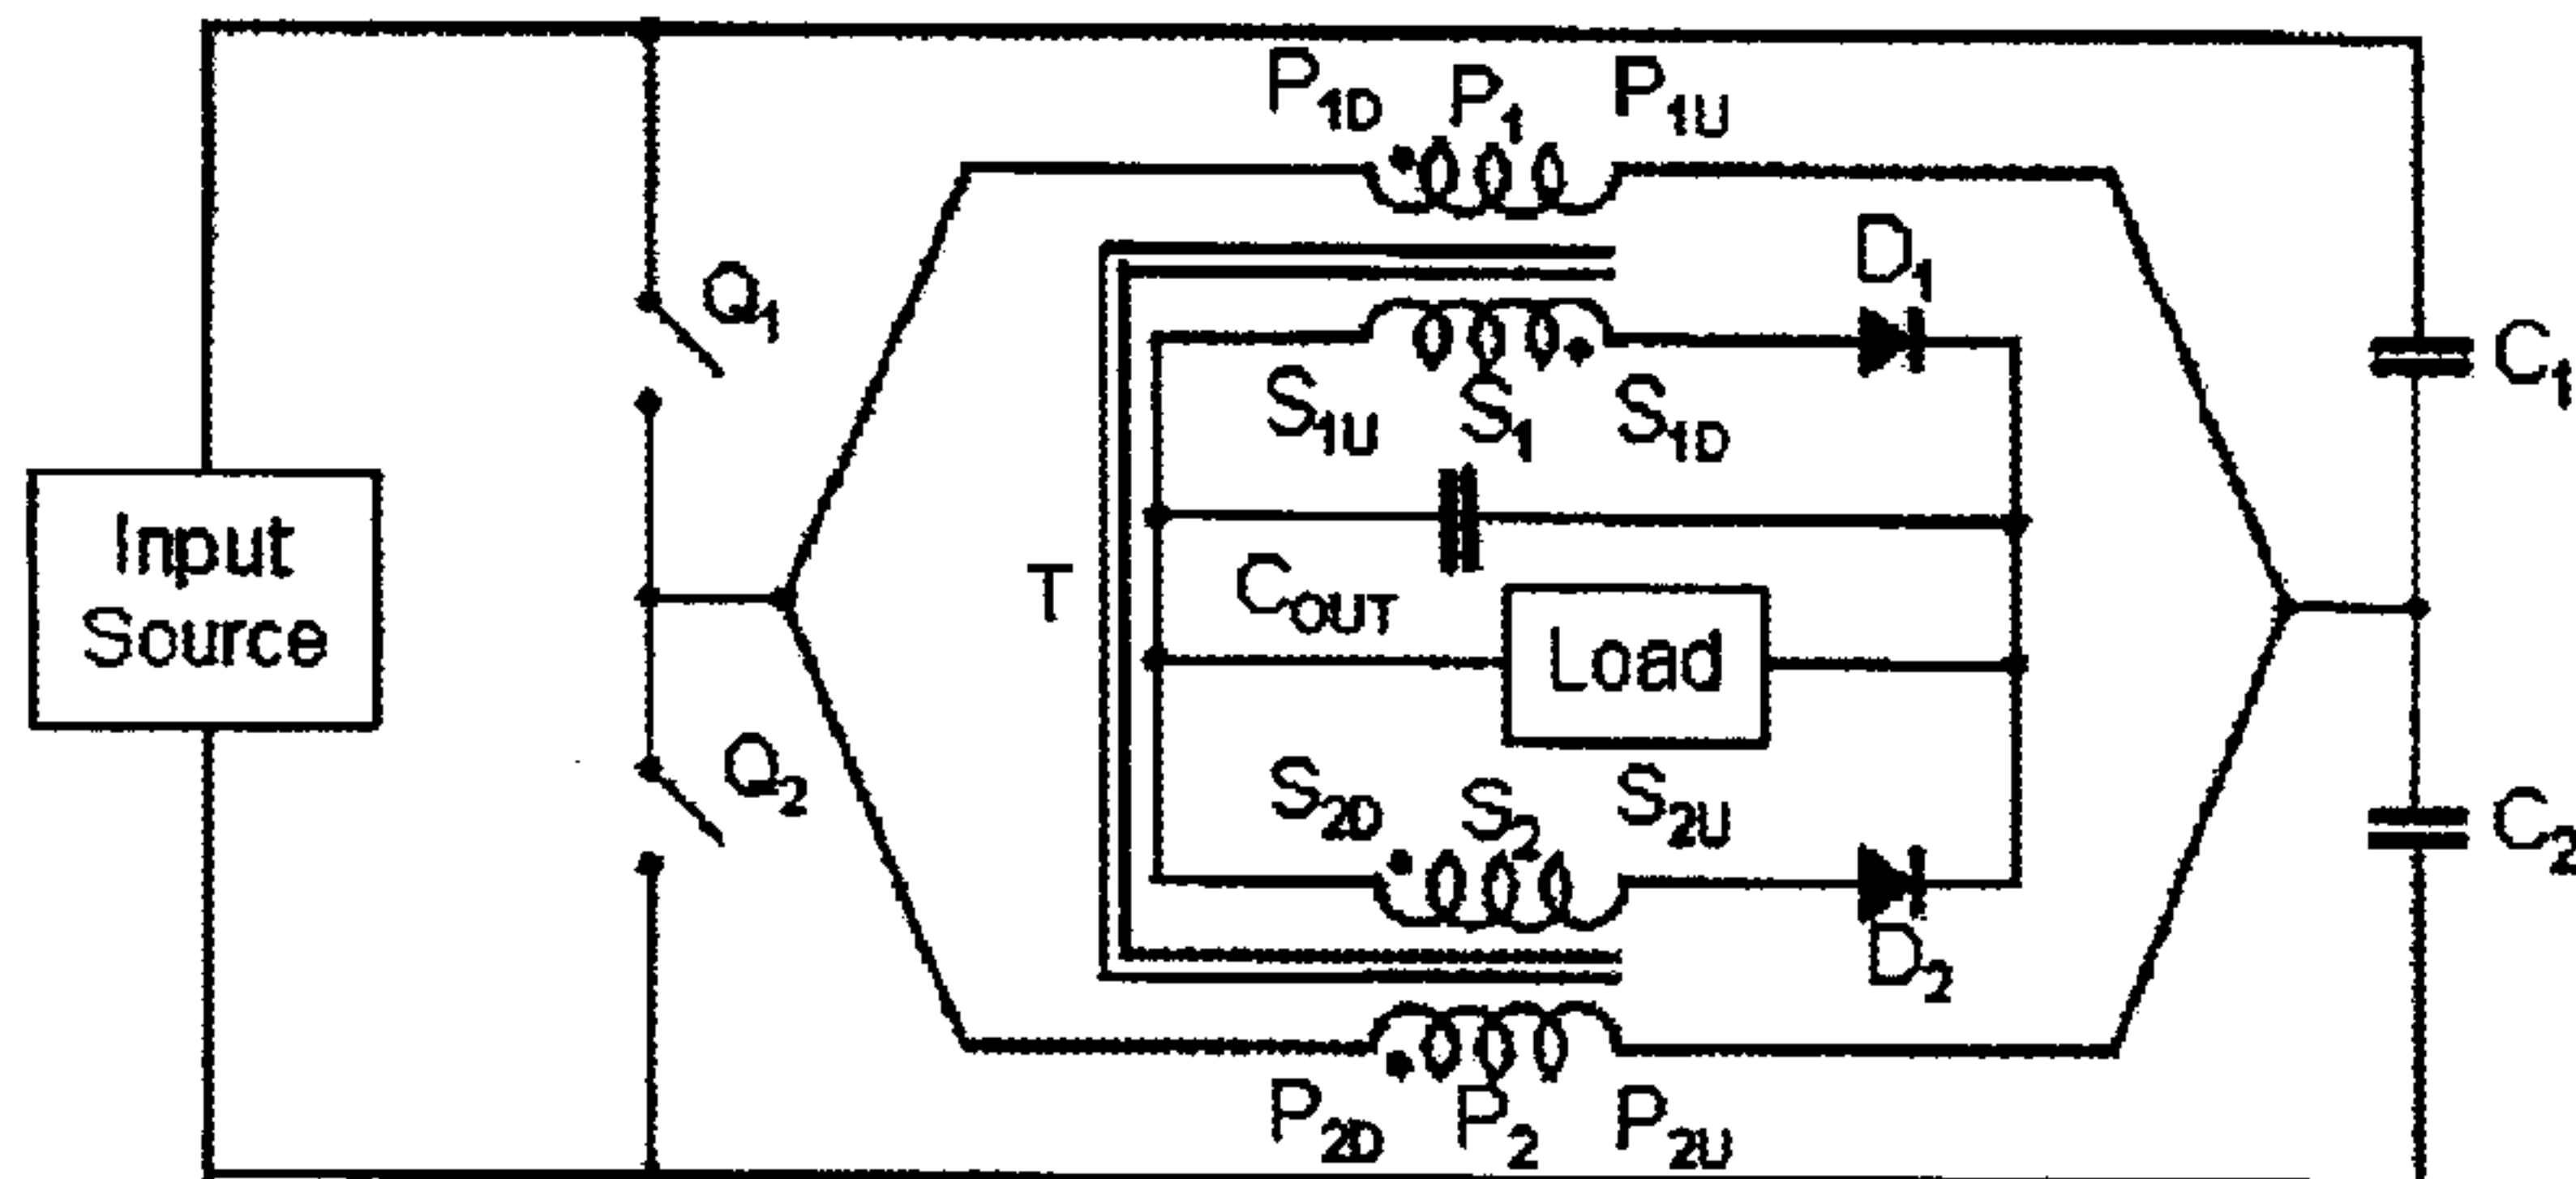 P1D P1 P1U
D1
Q1
C1
S1U S1 S1D
Input
Source
T
COUT
Load
Q2
S2D S2 S2U
C2
D2
P2D P2 P2U